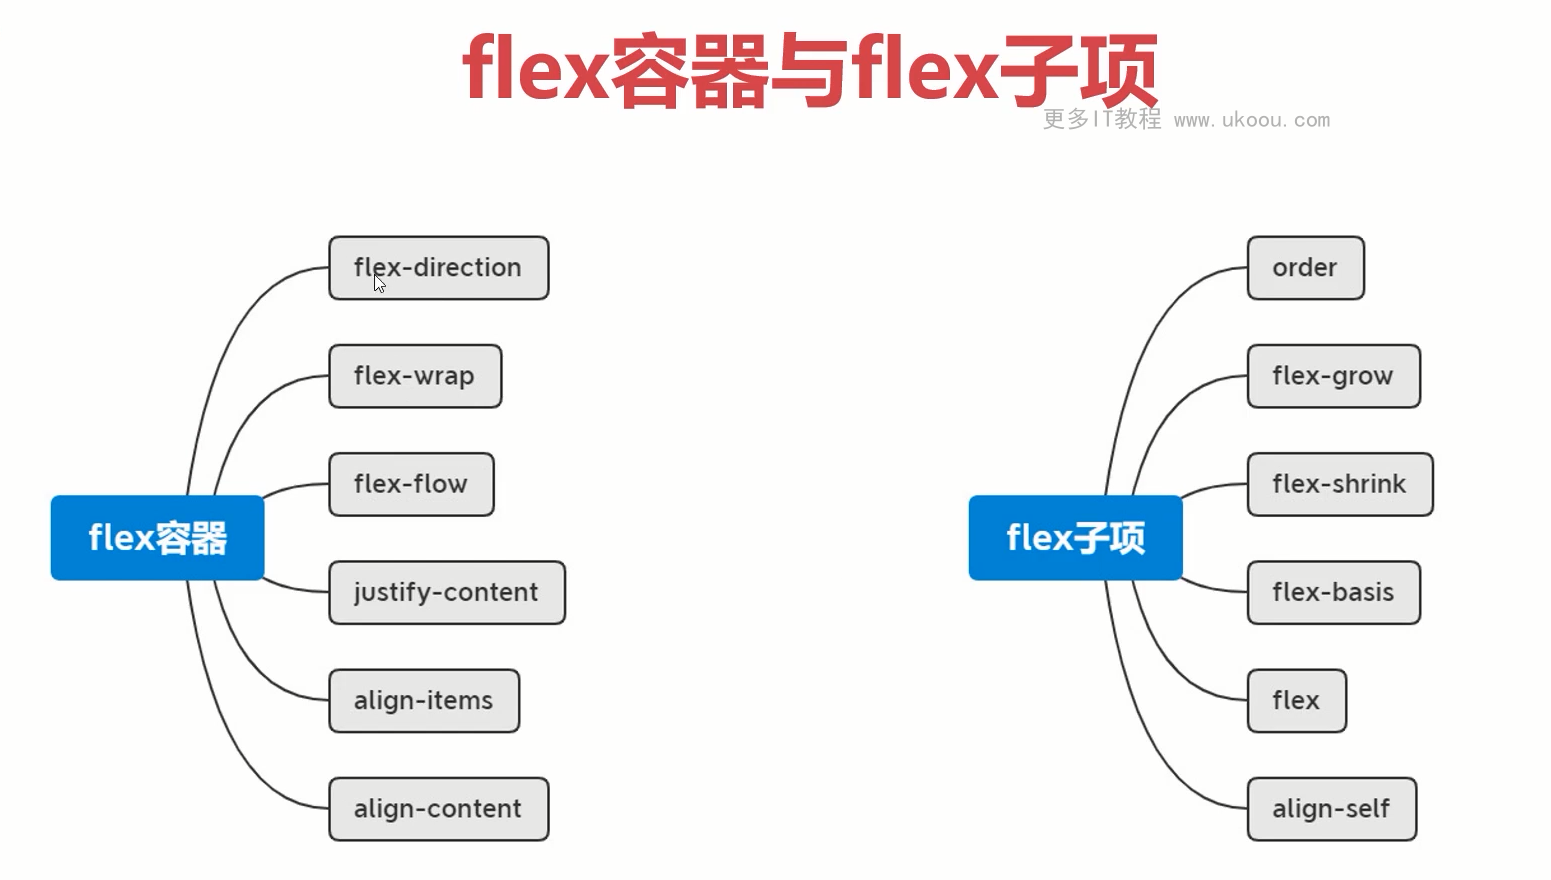 flex容器与flex子项
更多IT教程 www.ukoou.com
flex容器
flex-direction
flex-wrap
flex-flow
justify-content
align-items
align-content
flex子项
order
flex-grow
flex-shrink
flex-basis
flex
align-self